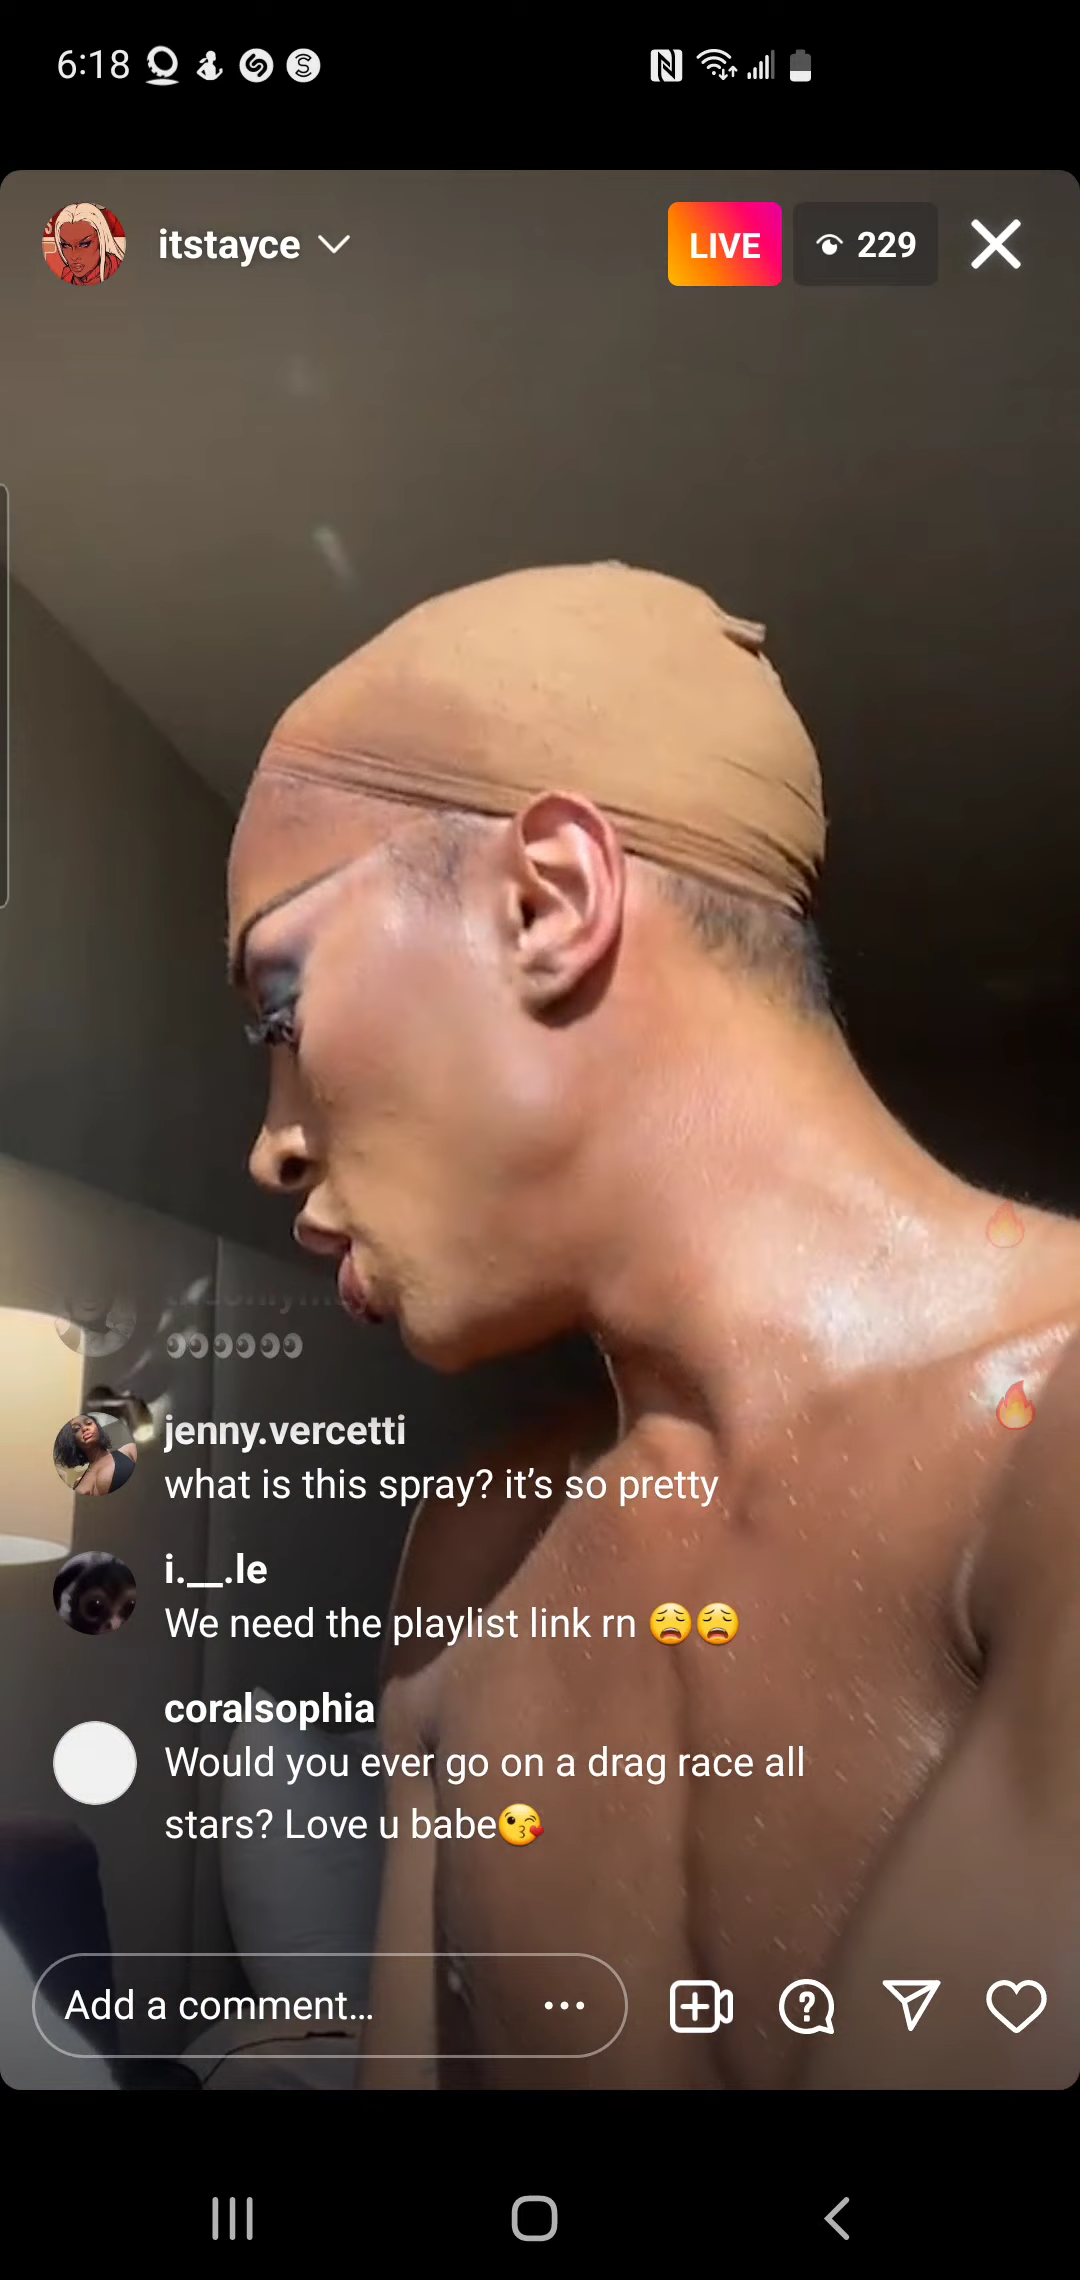 6:18
itstayce
LIVE 229
👀👀👀
jenny.vercetti
what is this spray? it’s so pretty
i.__.le
We need the playlist link rn 😩😩
coralsophia
Would you ever go on a drag race all
stars? Love u babe😘
Add a comment...